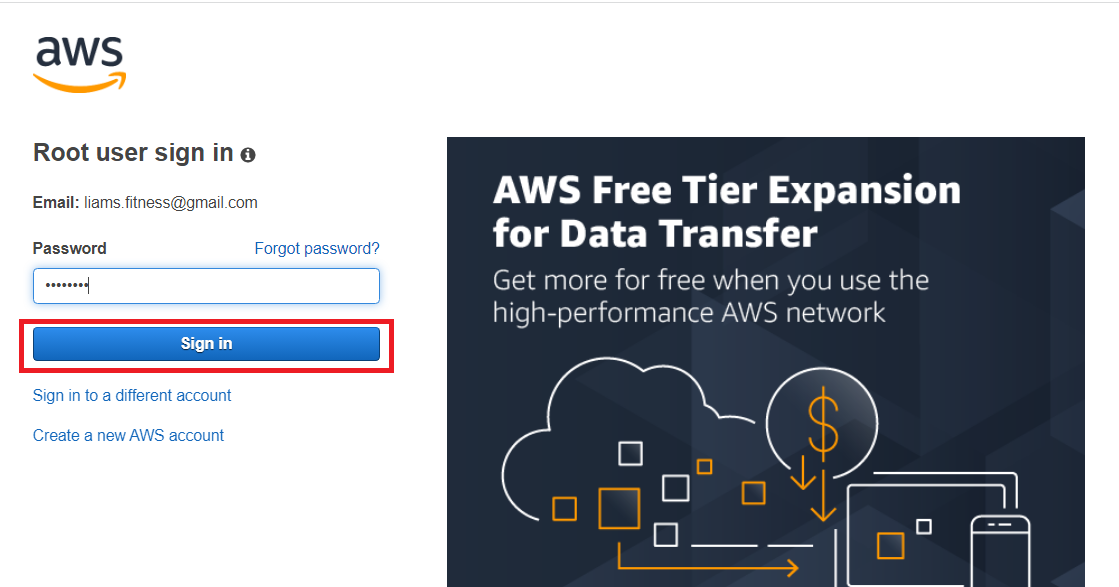 aws
Root user sign in
Email: liams.fitness@gmail.com
Password Forgot password?
••••••••
Sign in
Sign in to a different account
Create a new AWS account
AWS Free Tier Expansion
for Data Transfer
Get more for free when you use the
high-performance AWS network
$